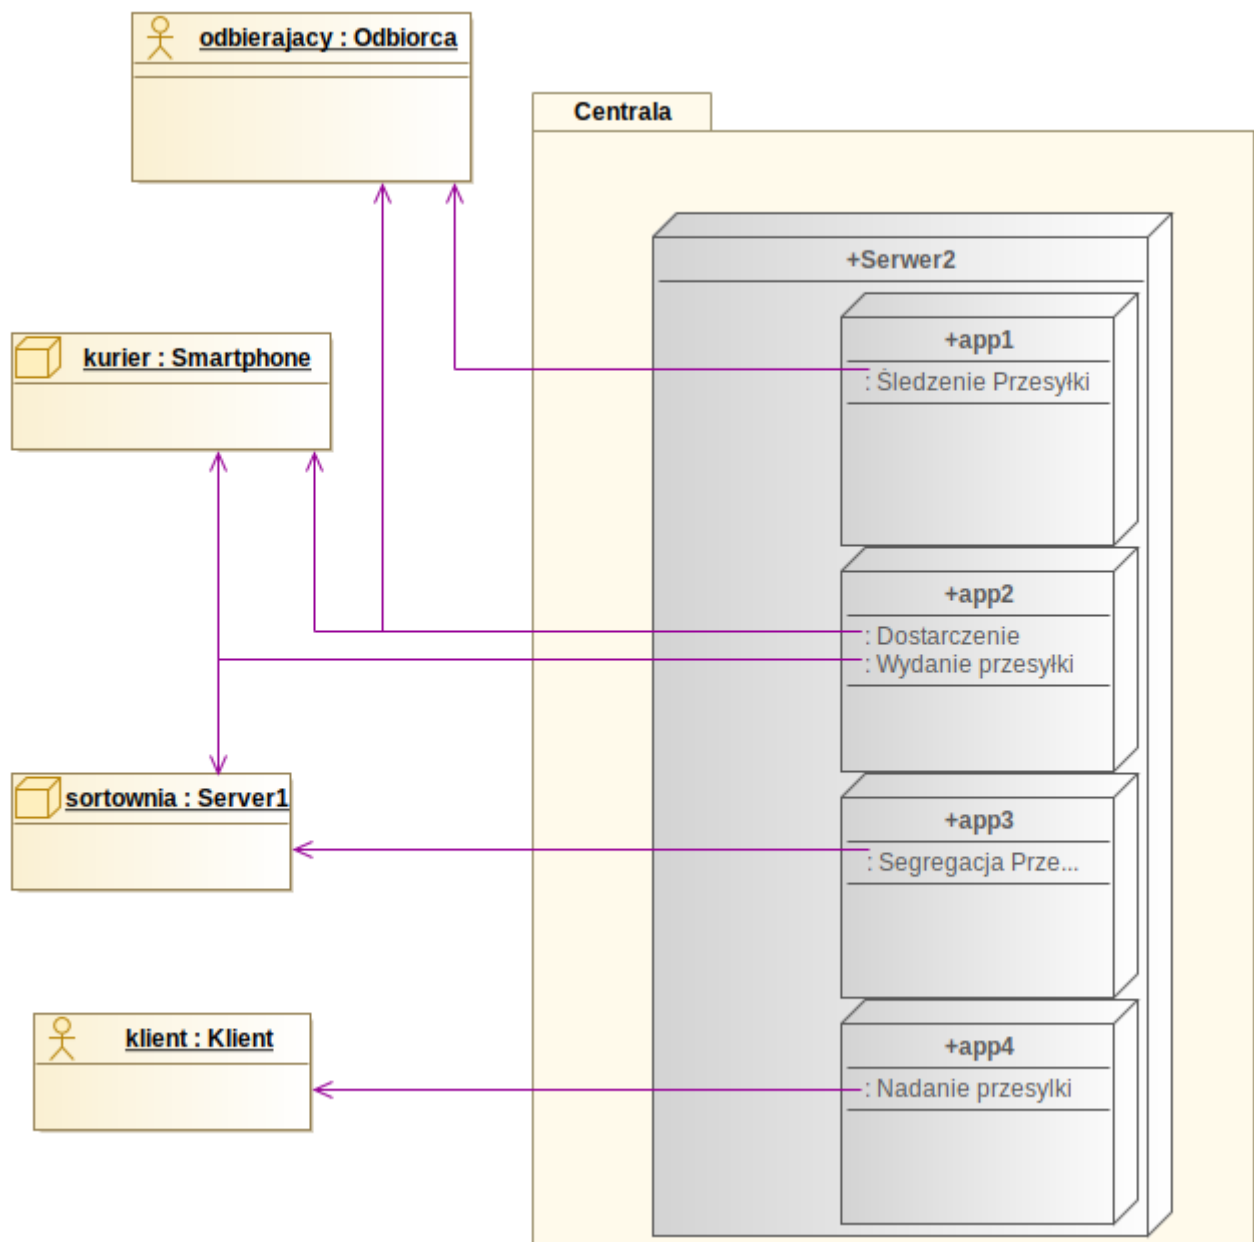 odbierajacy : Odbiorca
Centrala
+Serwer2
+app1
: Śledzenie Przesyłki
kurier : Smartphone
+app2
: Dostarczenie
: Wydanie przesyłki
sortownia : Server1
+app3
: Segregacja Prze...
klient : Klient
+app4
: Nadanie przesylki